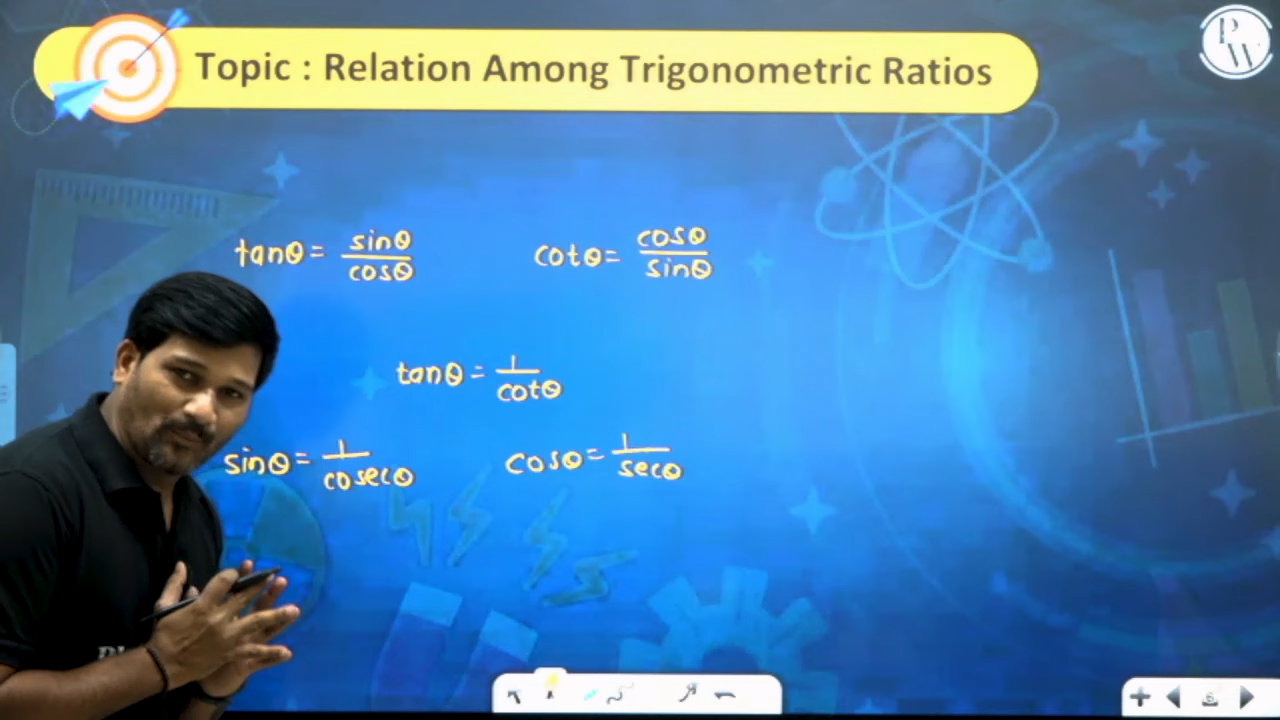 Topic : Relation Among Trigonometric Ratios
PW
tanθ = sinθ/cosθ    cotθ = cosθ/sinθ
tanθ = 1/cotθ
sinθ = 1/cosecθ    cosθ = 1/secθ